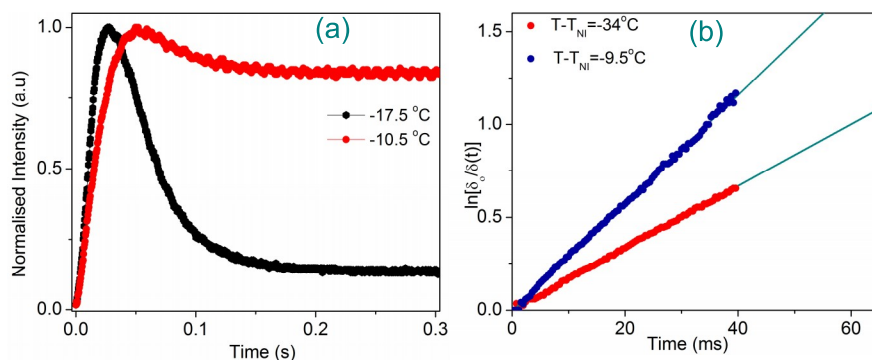 (a)
1.0
0.5
0.0
Normalised Intensity (a.u)
-17.5 °C
-10.5 °C
0.0 0.1 0.2 0.3
Time (s)
(b)
T-T_NI=-34°C
T-T_NI=-9.5°C
1.5
1.0
0.5
0.0
ln[δ_o/δ(t)]
0 20 40 60
Time (ms)